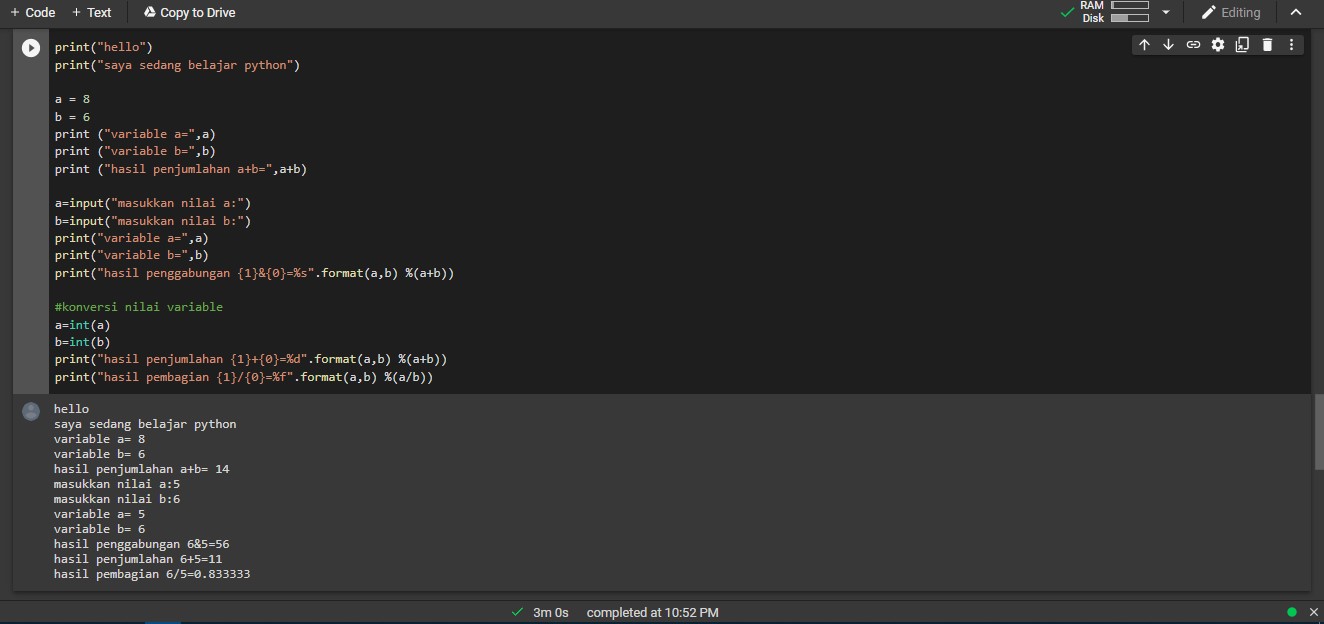 + Code + Text Copy to Drive RAM Disk Editing
print("hello")
print("saya sedang belajar python")
a = 8
b = 6
print ("variable a=",a)
print ("variable b=",b)
print ("hasil penjumlahan a+b=",a+b)
a=input("masukkan nilai a:")
b=input("masukkan nilai b:")
print("variable a=",a)
print("variable b=",b)
print("hasil penggabungan {1}&{0}=%s".format(a,b) %(a+b))
#konversi nilai variable
a=int(a)
b=int(b)
print("hasil penjumlahan {1}+{0}=%d".format(a,b) %(a+b))
print("hasil pembagian {1}/{0}=%f".format(a,b) %(a/b))
hello
saya sedang belajar python
variable a= 8
variable b= 6
hasil penjumlahan a+b= 14
masukkan nilai a:5
masukkan nilai b:6
variable a= 5
variable b= 6
hasil penggabungan 6&5=56
hasil penjumlahan 6+5=11
hasil pembagian 6/5=0.833333
3m 0s completed at 10:52 PM